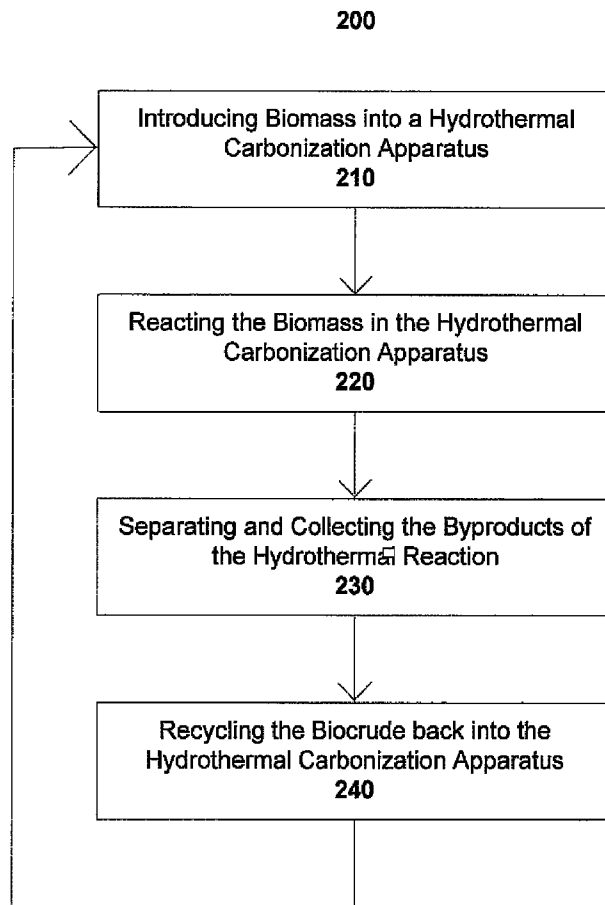 200
Introducing Biomass into a Hydrothermal
Carbonization Apparatus
210
Reacting the Biomass in the Hydrothermal
Carbonization Apparatus
220
Separating and Collecting the Byproducts of
the Hydrothermal Reaction
230
Recycling the Biocrude back into the
Hydrothermal Carbonization Apparatus
240